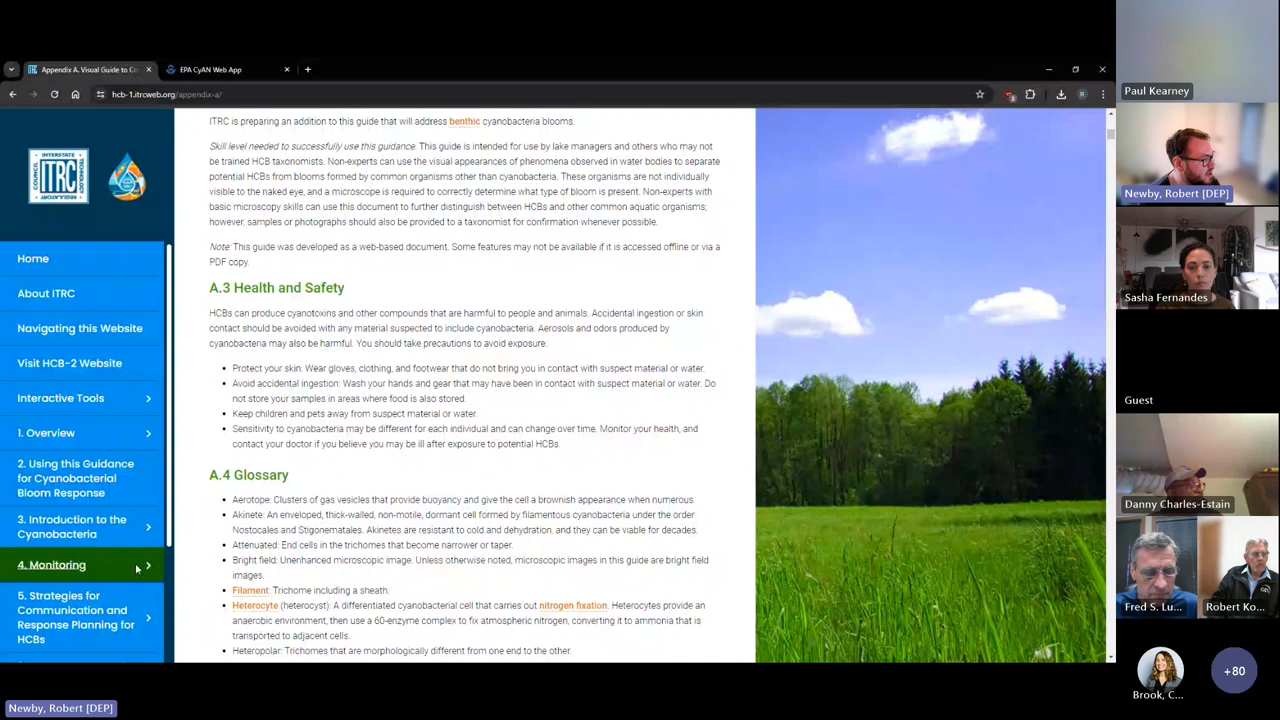 Appendix A. Visual Guide to Co
EPA CyAN Web App
hcb-1.itrcweb.org/appendix-a/
INTERSTATE
COUNCIL
ITRC
TECHNOLOGY
REGULATORY
Home
About ITRC
Navigating this Website
Visit HCB-2 Website
Interactive Tools
1. Overview
2. Using this Guidance
for Cyanobacterial
Bloom Response
3. Introduction to the
Cyanobacteria
4. Monitoring
5. Strategies for
Communication and
Response Planning for
HCBs
ITRC is preparing an addition to this guide that will address benthic cyanobacteria blooms.
Skill level needed to successfully use this guidance. This guide is intended for use by lake managers and others who may not
be trained HCB taxonomists. Non-experts can use the visual appearances of phenomena observed in water bodies to separate
potential HCBs from blooms formed by common organisms other than cyanobacteria. These organisms are not individually
visible to the naked eye, and a microscope is required to correctly determine what type of bloom is present. Non-experts with
basic microscopy skills can use this document to further distinguish between HCBs and other common aquatic organisms;
however, samples or photographs should also be provided to a taxonomist for confirmation whenever possible.
Note: This guide was developed as a web-based document. Some features may not be available if it is accessed offline or via a
PDF copy.
A.3 Health and Safety
HCBs can produce cyanotoxins and other compounds that are harmful to people and animals. Accidental ingestion or skin
contact should be avoided with any material suspected to include cyanobacteria. Aerosols and odors produced by
cyanobacteria may also be harmful. You should take precautions to avoid exposure:
• Protect your skin: Wear gloves, clothing, and footwear that do not bring you in contact with suspect material or water.
• Avoid accidental ingestion: Wash your hands and gear that may have been in contact with suspect material or water. Do
not store your samples in areas where food is also stored.
• Keep children and pets away from suspect material or water.
• Sensitivity to cyanobacteria may be different for each individual and can change over time. Monitor your health, and
contact your doctor if you believe you may be ill after exposure to potential HCBs.
A.4 Glossary
• Aerotope: Clusters of gas vesicles that provide buoyancy and give the cell a brownish appearance when numerous.
• Akinete: An enveloped, thick-walled, non-motile, dormant cell formed by filamentous cyanobacteria under the order
Nostocales and Stigonematales. Akinetes are resistant to cold and dehydration, and they can be viable for decades.
• Attenuated: End cells in the trichomes that become narrower or taper.
• Bright field: Unenhanced microscopic image. Unless otherwise noted, microscopic images in this guide are bright field
images.
• Filament: Trichome including a sheath.
• Heterocyte (heterocyst): A differentiated cyanobacterial cell that carries out nitrogen fixation. Heterocytes provide an
anaerobic environment, then use a 60-enzyme complex to fix atmospheric nitrogen, converting it to ammonia that is
transported to adjacent cells.
• Heteropolar: Trichomes that are morphologically different from one end to the other.
Paul Kearney
Newby, Robert [DEP]
Sasha Fernandes
Guest
Danny Charles-Estain
Fred S. Lu...
Robert Ko...
Brook, C...
+80
Newby, Robert [DEP]